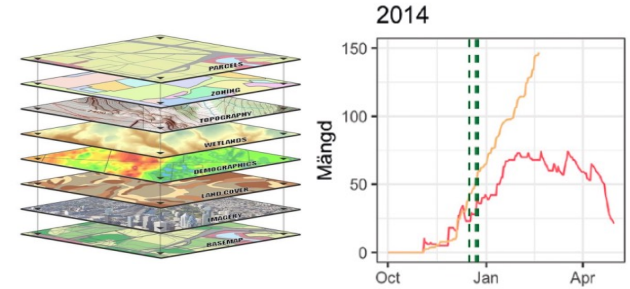 PARCELS
ZONING
TOPOGRAPHY
WETLANDS
DEMOGRAPHICS
LAND COVER
IMAGERY
BASEMAP
2014
Mängd
150
100
50
0
Oct
Jan
Apr